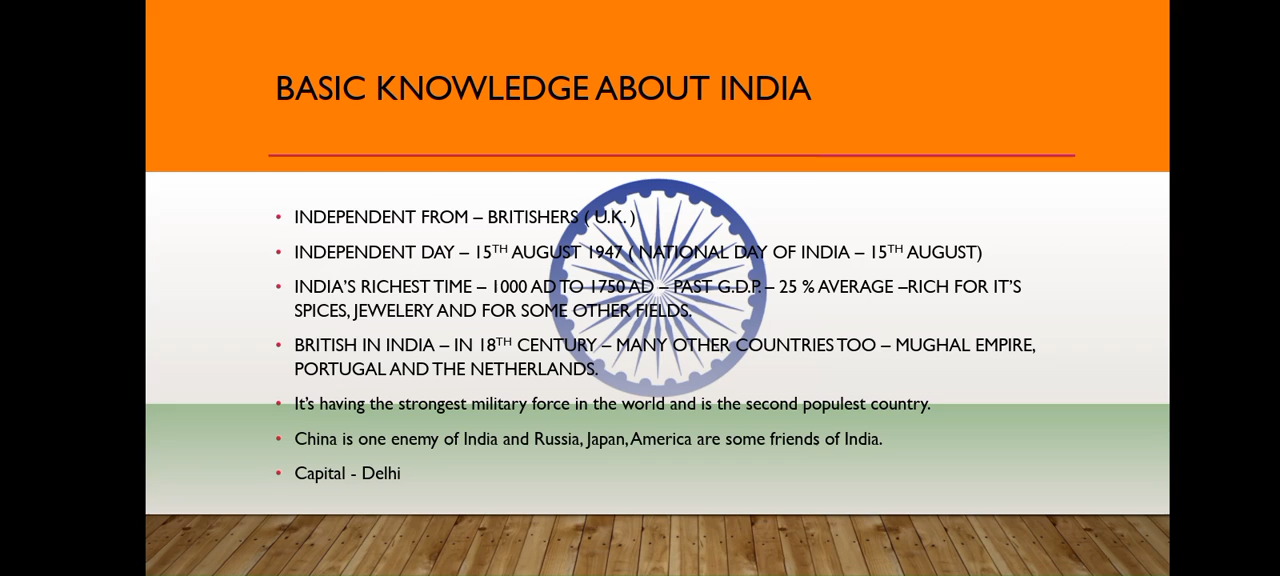 BASIC KNOWLEDGE ABOUT INDIA
• INDEPENDENT FROM – BRITISHERS ( U.K. )
• INDEPENDENT DAY – 15TH AUGUST 1947 ( NATIONAL DAY OF INDIA – 15TH AUGUST)
• INDIA'S RICHEST TIME – 1000 AD TO 1750 AD – PAST G.D.P. – 25 % AVERAGE –RICH FOR IT'S
SPICES, JEWELERY AND FOR SOME OTHER FIELDS.
• BRITISH IN INDIA – IN 18TH CENTURY – MANY OTHER COUNTRIES TOO – MUGHAL EMPIRE,
PORTUGAL AND THE NETHERLANDS.
• It's having the strongest military force in the world and is the second populest country.
• China is one enemy of India and Russia, Japan, America are some friends of India.
• Capital - Delhi